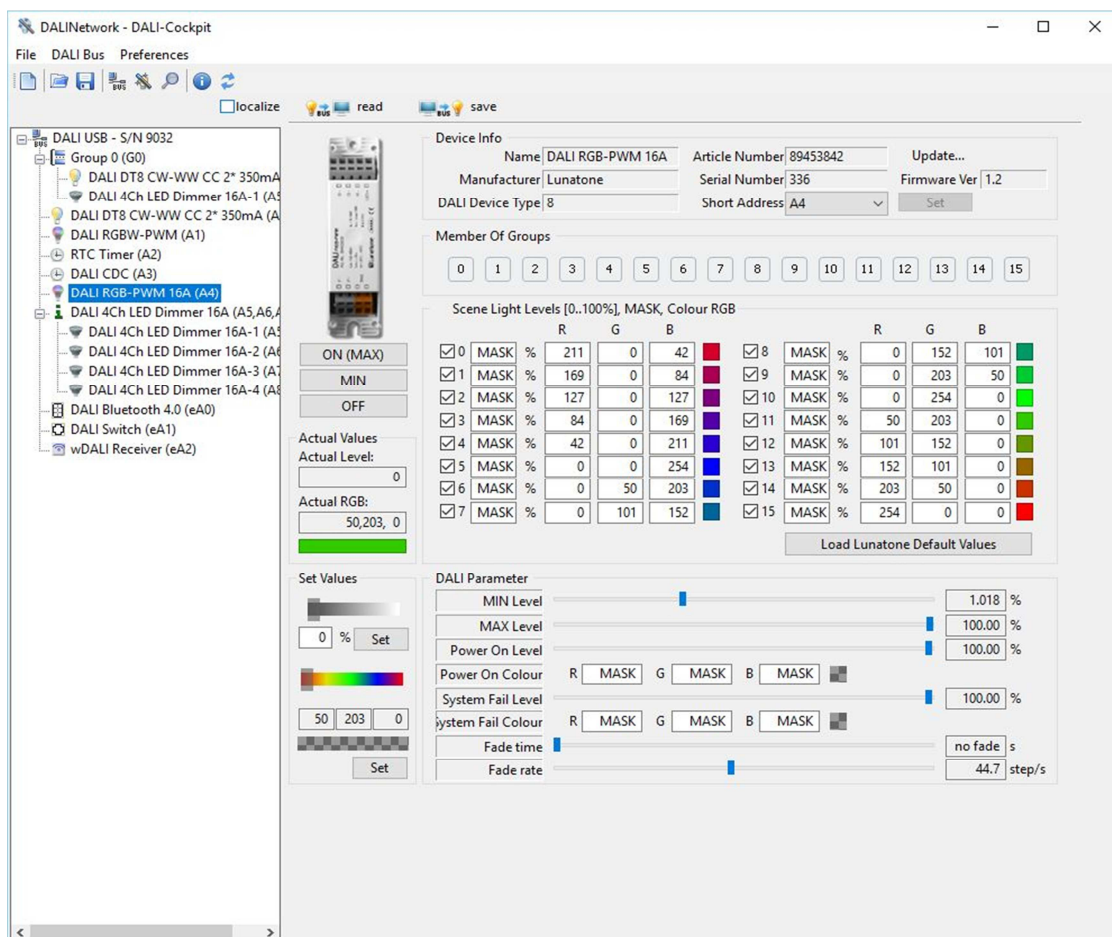 DALINetwork - DALI-Cockpit
File DALI Bus Preferences
localize read save
DALI USB - S/N 9032
Group 0 (G0)
DALI DT8 CW-WW CC 2* 350mA
DALI 4Ch LED Dimmer 16A-1 (A5
DALI DT8 CW-WW CC 2* 350mA (A
DALI RGBW-PWM (A1)
RTC Timer (A2)
DALI CDC (A3)
DALI RGB-PWM 16A (A4)
DALI 4Ch LED Dimmer 16A (A5,A6,A
DALI 4Ch LED Dimmer 16A-1 (A5
DALI 4Ch LED Dimmer 16A-2 (A6
DALI 4Ch LED Dimmer 16A-3 (A7
DALI 4Ch LED Dimmer 16A-4 (A8
DALI Bluetooth 4.0 (eA0)
DALI Switch (eA1)
wDALI Receiver (eA2)
ON (MAX)
MIN
OFF
Actual Values
Actual Level:
0
Actual RGB:
50,203, 0
Set Values
0 % Set
50 203 0
Set
Device Info
Name DALI RGB-PWM 16A Article Number 89453842 Update...
Manufacturer Lunatone Serial Number 336 Firmware Ver 1.2
DALI Device Type 8 Short Address A4 Set
Member Of Groups
0 1 2 3 4 5 6 7 8 9 10 11 12 13 14 15
Scene Light Levels [0..100%], MASK, Colour RGB
R G B R G B
0 MASK % 211 0 42 8 MASK % 0 152 101
1 MASK % 169 0 84 9 MASK % 0 203 50
2 MASK % 127 0 127 10 MASK % 0 254 0
3 MASK % 84 0 169 11 MASK % 50 203 0
4 MASK % 42 0 211 12 MASK % 101 152 0
5 MASK % 0 0 254 13 MASK % 152 101 0
6 MASK % 0 50 203 14 MASK % 203 50 0
7 MASK % 0 101 152 15 MASK % 254 0 0
Load Lunatone Default Values
DALI Parameter
MIN Level 1.018 %
MAX Level 100.00 %
Power On Level 100.00 %
Power On Colour R MASK G MASK B MASK
System Fail Level 100.00 %
System Fail Colour R MASK G MASK B MASK
Fade time no fade s
Fade rate 44.7 step/s